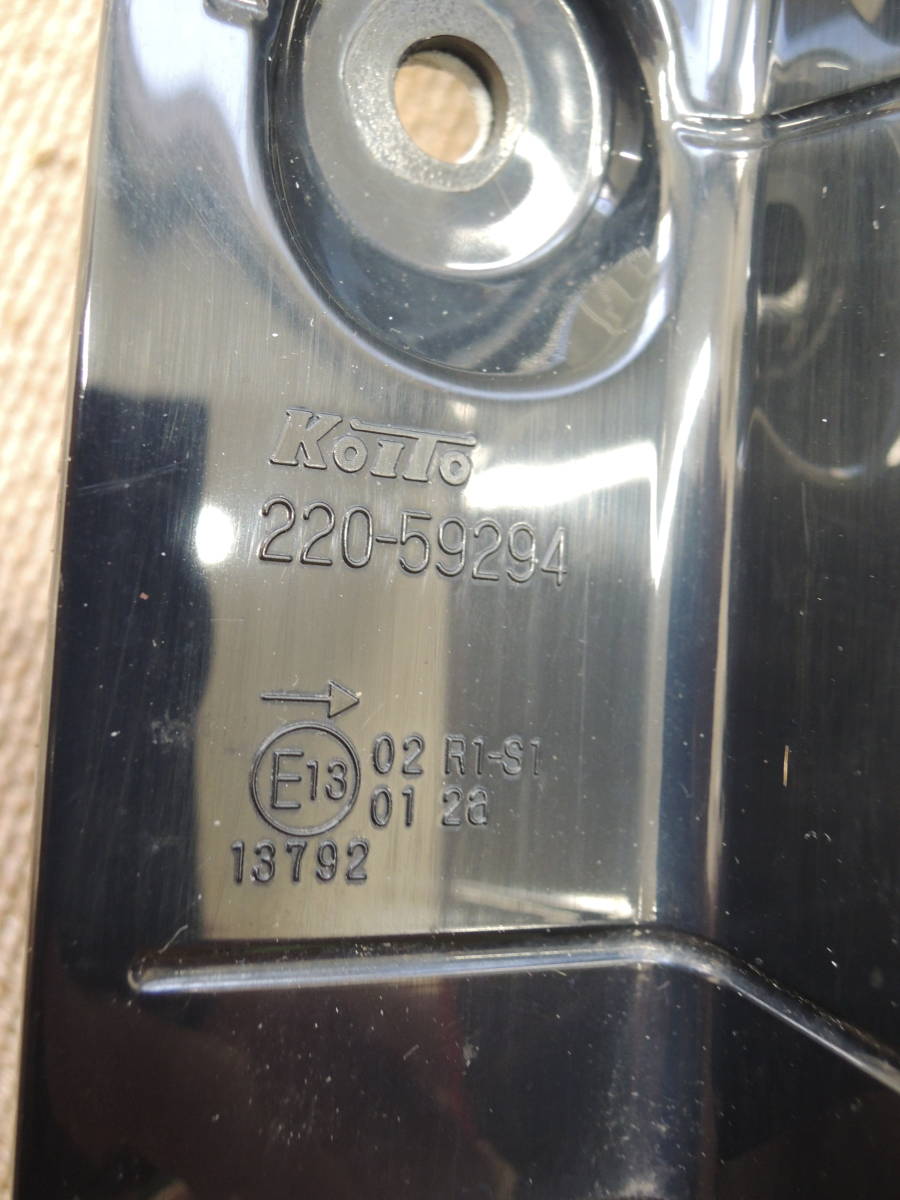 KOITO
220-59294
→
E13 02 R1-S1
01 2a
13792